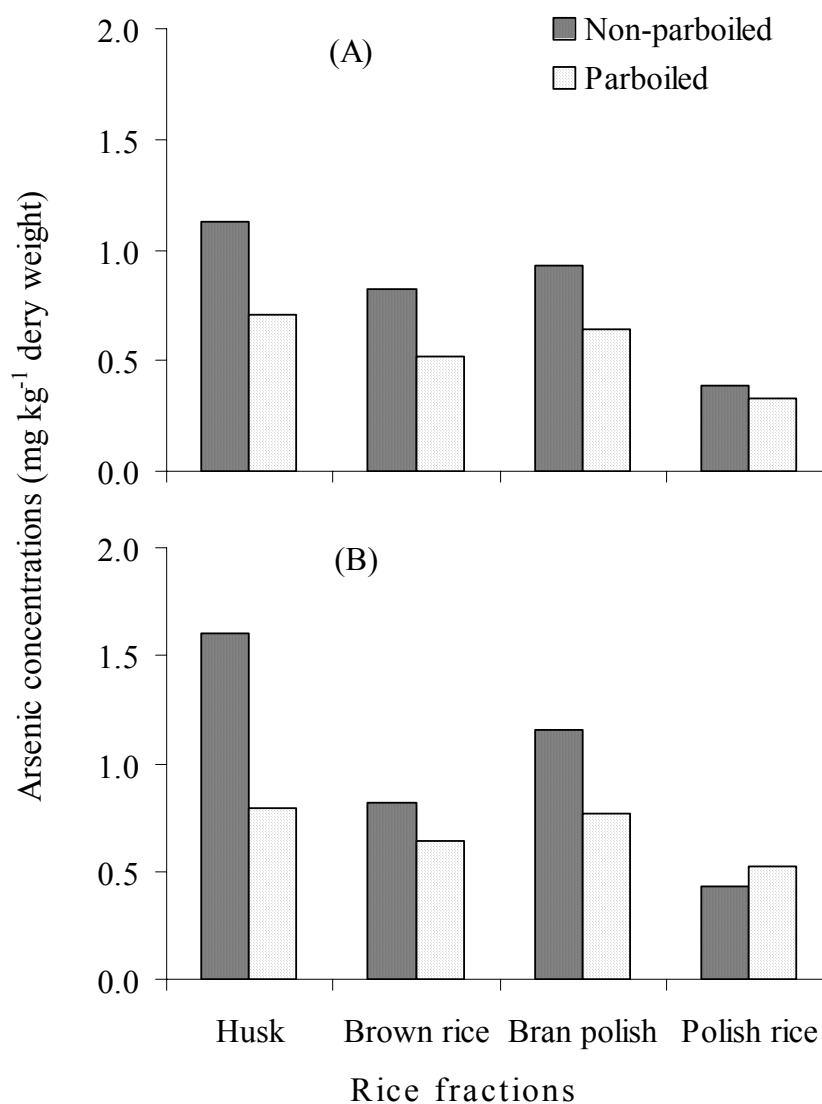 (A)
Non-parboiled
Parboiled
2.0
1.5
1.0
0.5
0.0
Arsenic concentrations (mg kg-1 dery weight)
(B)
2.0
1.5
1.0
0.5
0.0
Husk Brown rice Bran polish Polish rice
Rice fractions